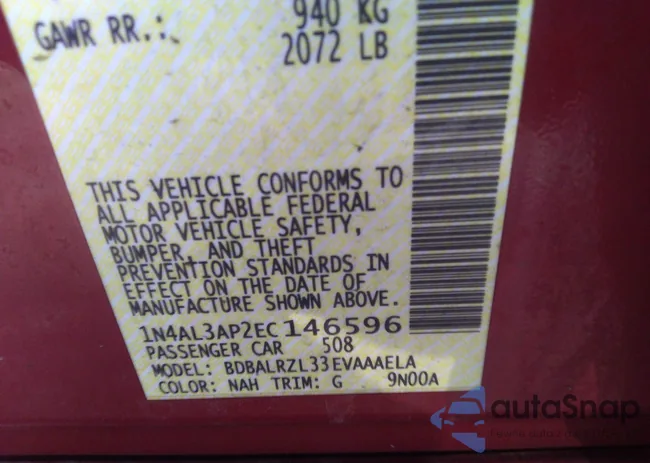 940 KG
GAWR RR.:
2072 LB
THIS VEHICLE CONFORMS TO
ALL APPLICABLE FEDERAL
MOTOR VEHICLE SAFETY,
BUMPER, AND THEFT
PREVENTION STANDARDS IN
EFFECT ON THE DATE OF
MANUFACTURE SHOWN ABOVE.
1N4AL3AP2EC146596
PASSENGER CAR 508
MODEL: BDBALRZL33EVAAAELA
COLOR: NAH TRIM: G 9N00A
autoSnap